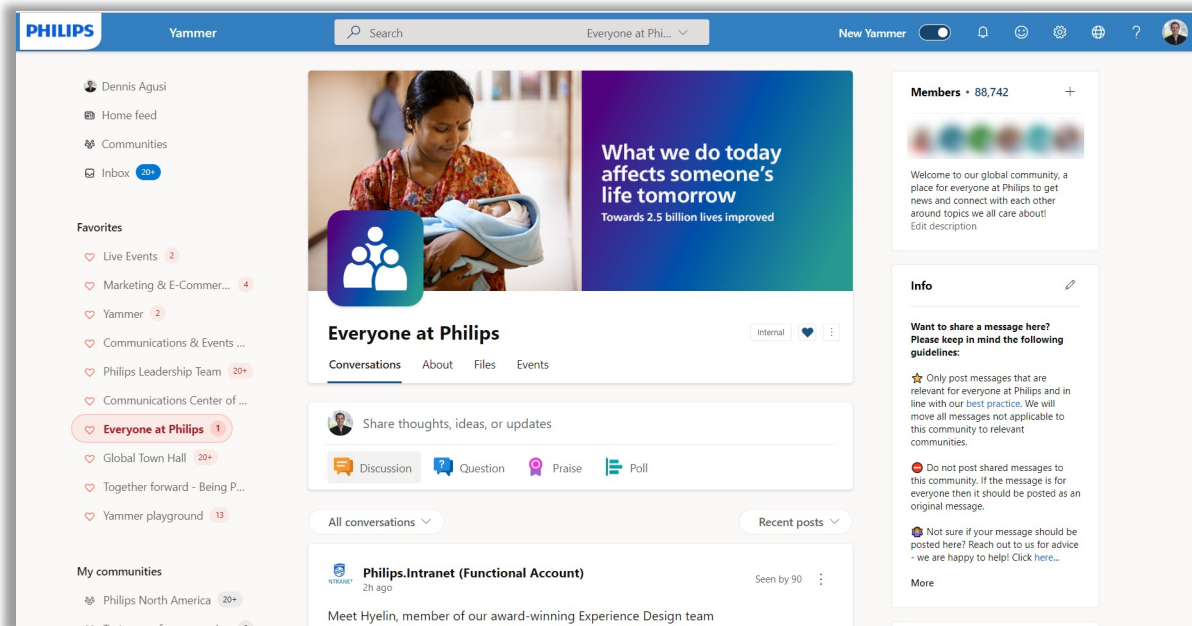 PHILIPS
Yammer
Search
Everyone at Phi...
New Yammer
?
Dennis Agusi
Home feed
Communities
Inbox 20+
Favorites
Live Events 2
Marketing & E-Commer... 4
Yammer 2
Communications & Events ...
Philips Leadership Team 20+
Communications Center of ...
Everyone at Philips 1
Global Town Hall 20+
Together forward - Being P...
Yammer playground 13
My communities
Philips North America 20+
What we do today
affects someone's
life tomorrow
Towards 2.5 billion lives improved
Everyone at Philips
Internal
Conversations About Files Events
Share thoughts, ideas, or updates
Discussion
? Question
Praise
Poll
All conversations
Recent posts
INTRANET
Philips.Intranet (Functional Account)
2h ago
Seen by 90
Meet Hyelin, member of our award-winning Experience Design team
Members • 88,742
Welcome to our global community, a
place for everyone at Philips to get
news and connect with each other
around topics we all care about!
Edit description
Info
Want to share a message here?
Please keep in mind the following
guidelines:
⭐ Only post messages that are
relevant for everyone at Philips and in
line with our best practice. We will
move all messages not applicable to
this community to relevant
communities.
⛔ Do not post shared messages to
this community. If the message is for
everyone then it should be posted as an
original message.
🤷 Not sure if your message should be
posted here? Reach out to us for advice
- we are happy to help! Click here...
More